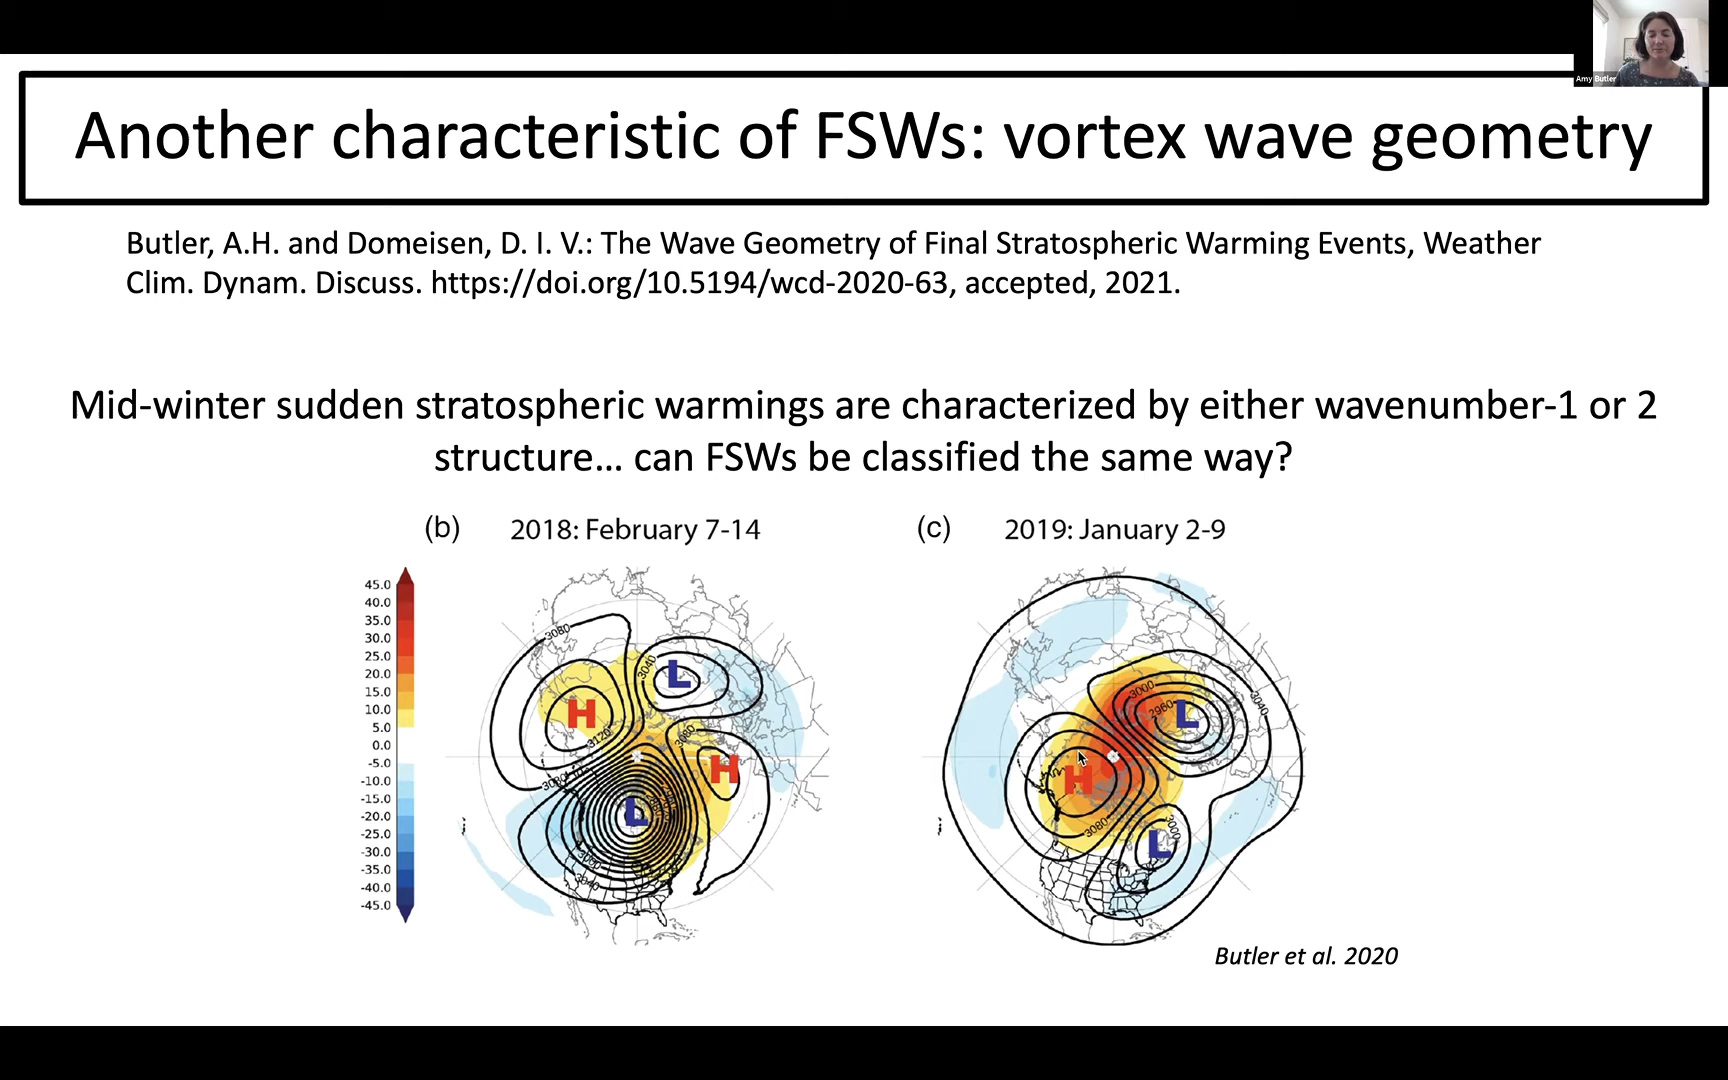 Amy Butler
Another characteristic of FSWs: vortex wave geometry
Butler, A.H. and Domeisen, D. I. V.: The Wave Geometry of Final Stratospheric Warming Events, Weather
Clim. Dynam. Discuss. https://doi.org/10.5194/wcd-2020-63, accepted, 2021.
Mid-winter sudden stratospheric warmings are characterized by either wavenumber-1 or 2
structure... can FSWs be classified the same way?
(b) 2018: February 7-14
(c) 2019: January 2-9
45.0
40.0
35.0
30.0
25.0
20.0
15.0
10.0
5.0
0.0
-5.0
-10.0
-15.0
-20.0
-25.0
-30.0
-35.0
-40.0
-45.0
3080
3040
L
H
3120
3080
H
L
3040
3000
2960
L
3040
H
3080
3000
L
Butler et al. 2020